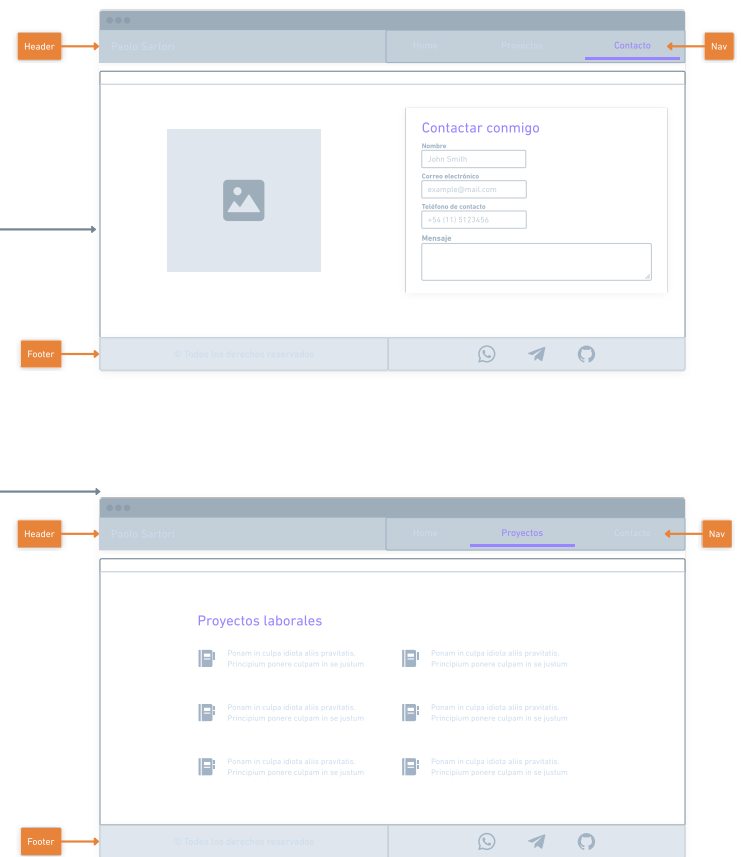 Header
Paolo Sartori
Home
Proyectos
Contacto
Nav
Contactar conmigo
Nombre
John Smith
Correo electrónico
example@mail.com
Teléfono de contacto
+54 (11) 5123456
Mensaje
Footer
© Todos los derechos reservados
Header
Paolo Sartori
Home
Proyectos
Contacto
Nav
Proyectos laborales
Ponam in culpa idiota aliis pravitatis.
Principium ponere culpam in se justum
Ponam in culpa idiota aliis pravitatis.
Principium ponere culpam in se justum
Ponam in culpa idiota aliis pravitatis.
Principium ponere culpam in se justum
Ponam in culpa idiota aliis pravitatis.
Principium ponere culpam in se justum
Ponam in culpa idiota aliis pravitatis.
Principium ponere culpam in se justum
Ponam in culpa idiota aliis pravitatis.
Principium ponere culpam in se justum
Footer
© Todos los derechos reservados